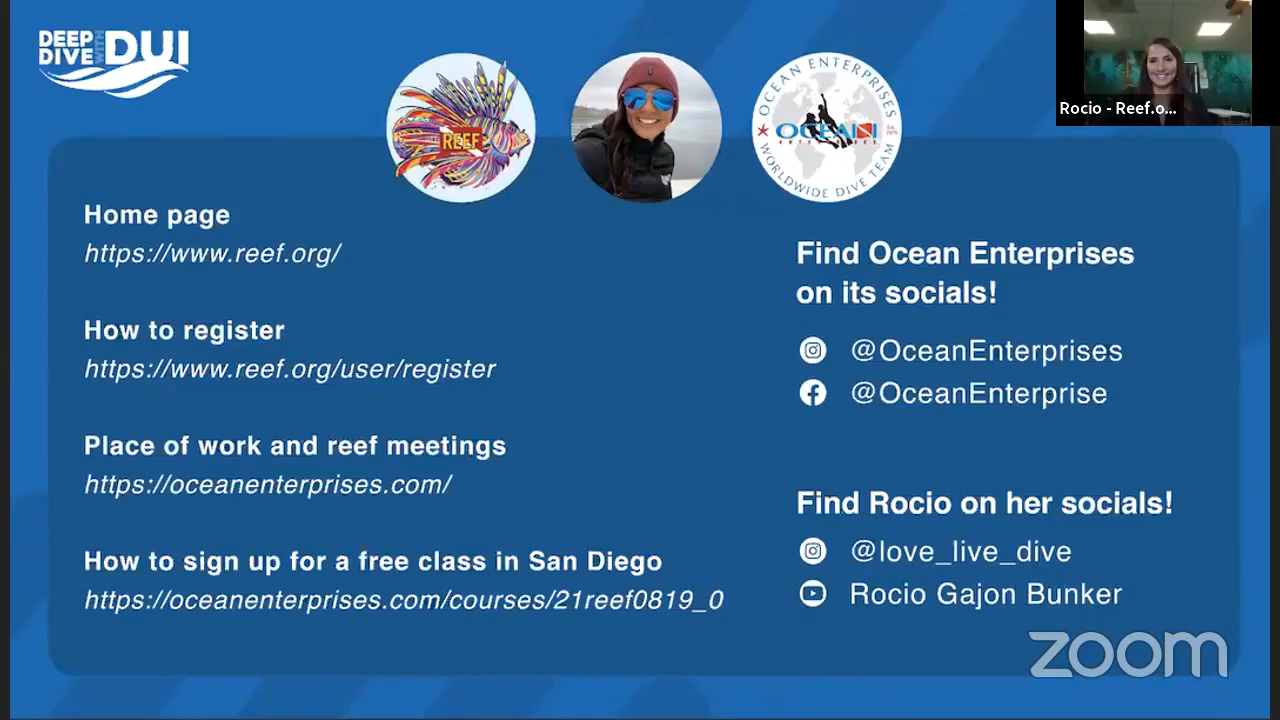 DEEP
DIVE WITH DUI
REEF
OCEAN ENTERPRISES
OCEAN
ENTERPRISES
WORLDWIDE DIVE TEAM
Rocio - Reef.o...
Home page
https://www.reef.org/
How to register
https://www.reef.org/user/register
Place of work and reef meetings
https://oceanenterprises.com/
How to sign up for a free class in San Diego
https://oceanenterprises.com/courses/21reef0819_0
Find Ocean Enterprises
on its socials!
@OceanEnterprises
@OceanEnterprise
Find Rocio on her socials!
@love_live_dive
Rocio Gajon Bunker
zoom